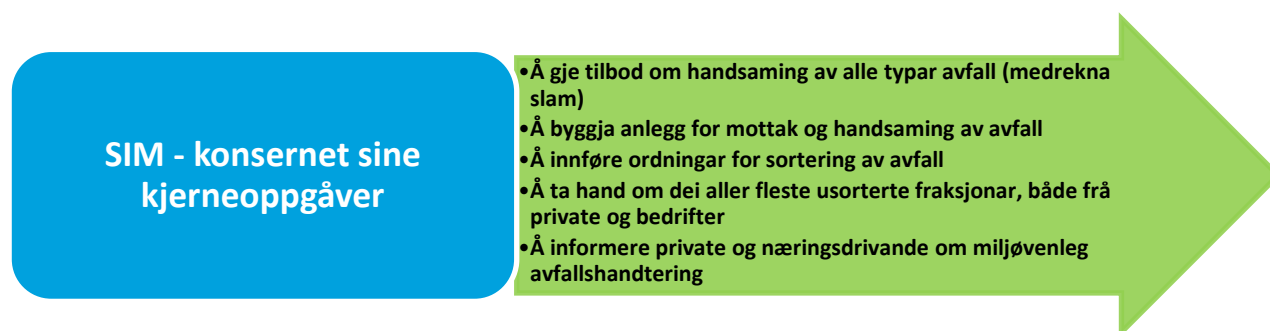 SIM - konsernet sine
kjerneoppgåver
•Å gje tilbod om handsaming av alle typar avfall (medrekna
slam)
•Å byggja anlegg for mottak og handsaming av avfall
•Å innføre ordningar for sortering av avfall
•Å ta hand om dei aller fleste usorterte fraksjonar, både frå
private og bedrifter
•Å informere private og næringsdrivande om miljøvenleg
avfallshandtering